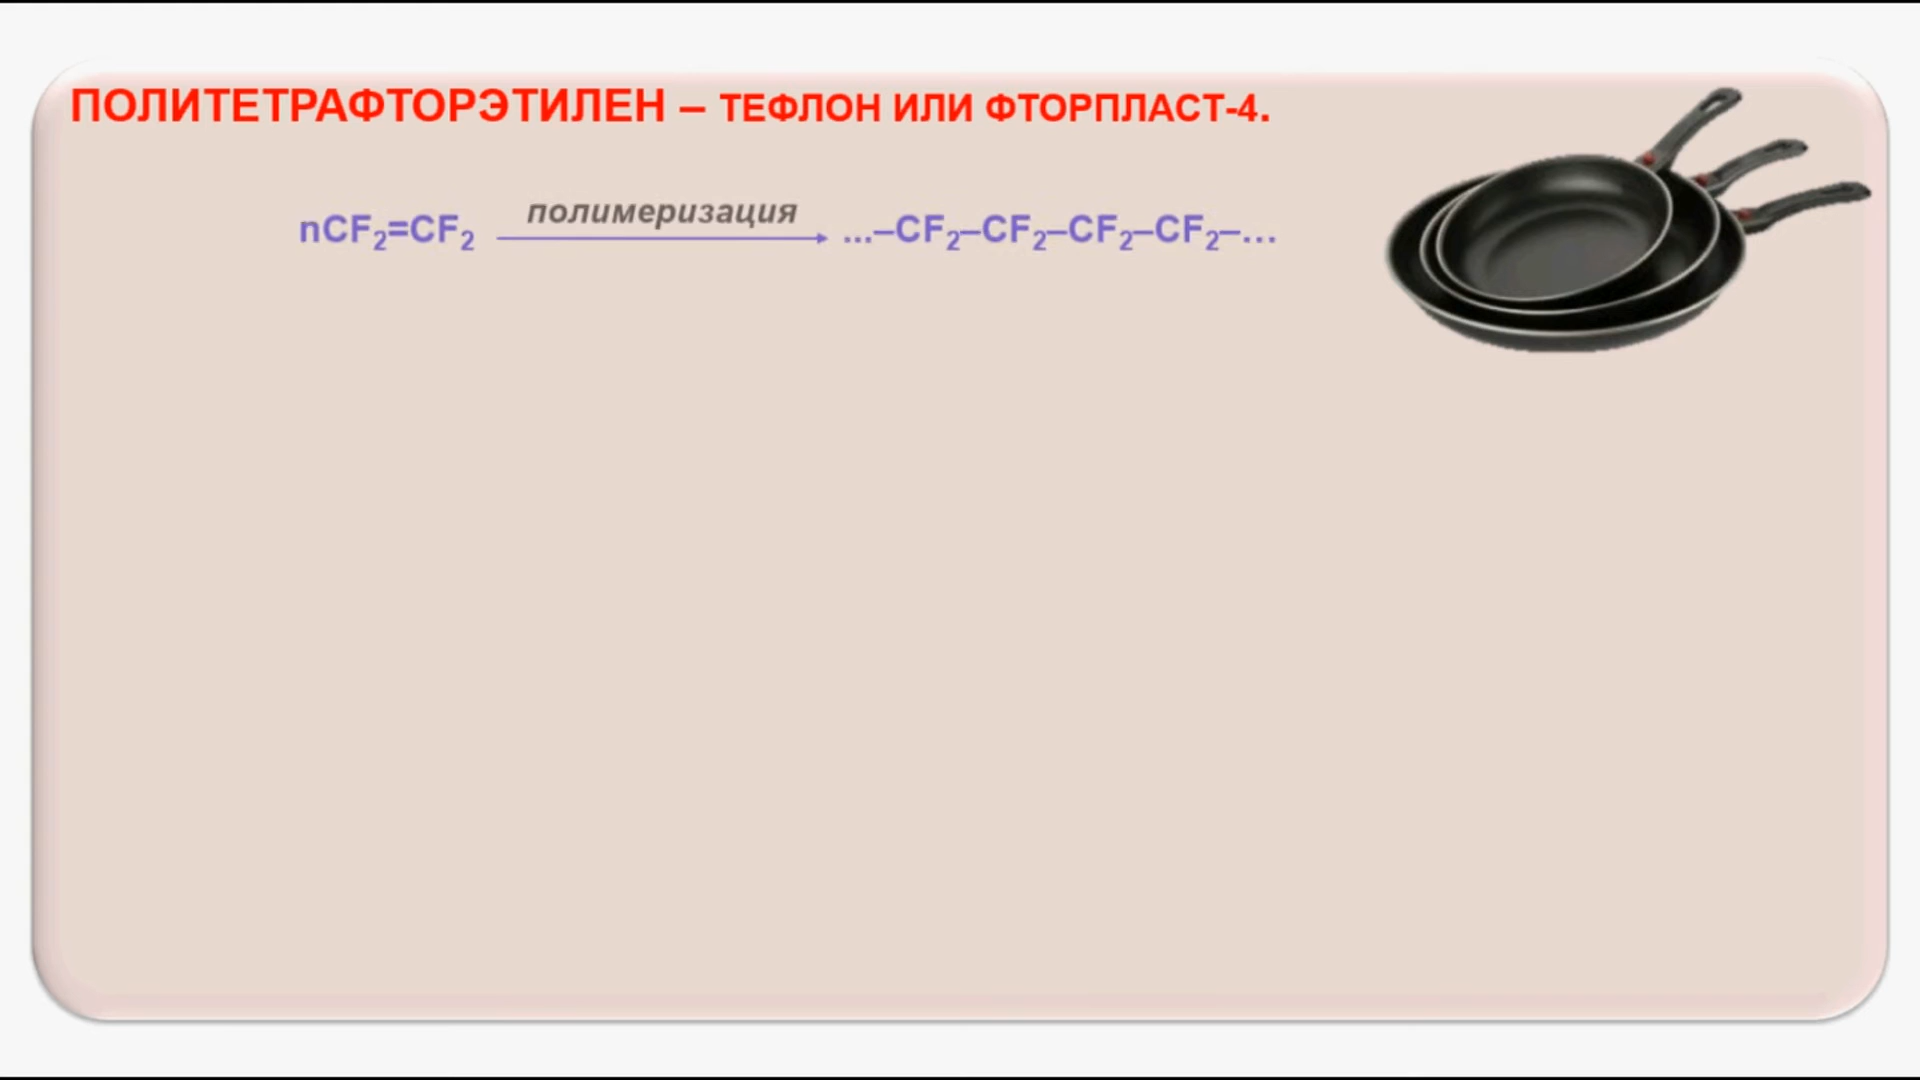 ПОЛИТЕТРАФТОРЭТИЛЕН – ТЕФЛОН ИЛИ ФТОРПЛАСТ-4.
полимеризация
nCF₂=CF₂ → ...–CF₂–CF₂–CF₂–CF₂–...